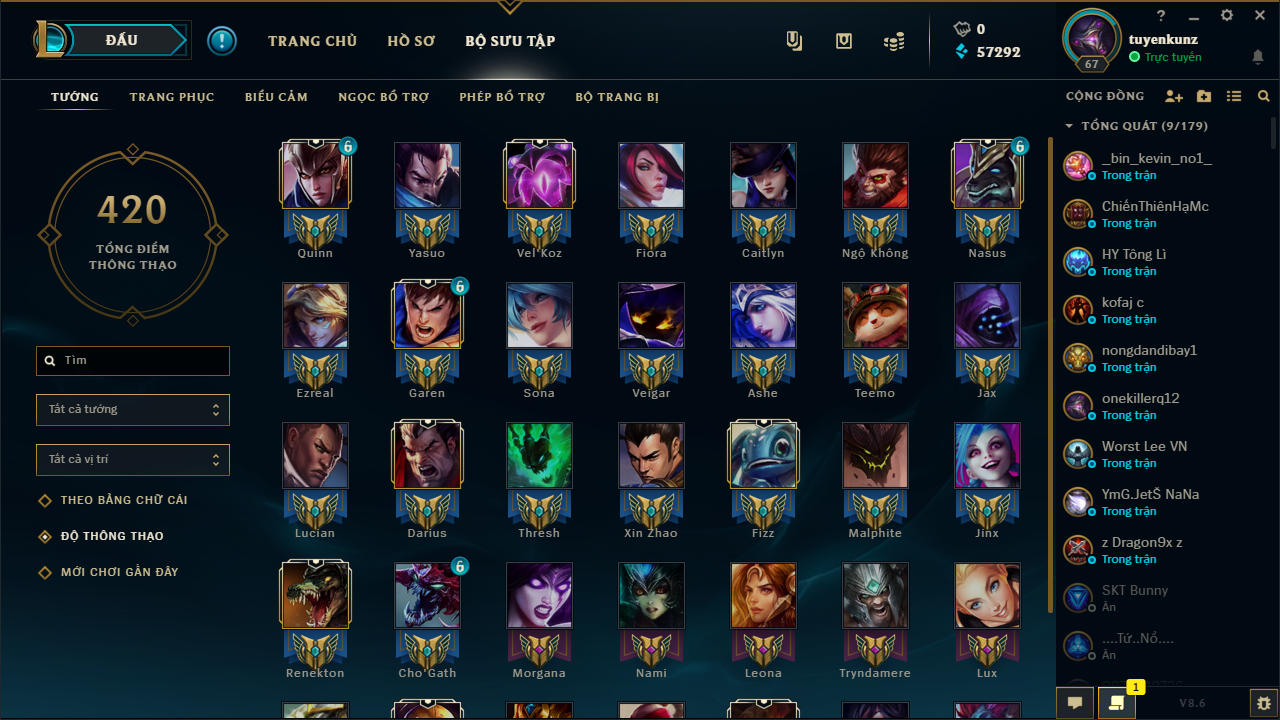 ĐẤU
TRANG CHỦ
HỒ SƠ
BỘ SƯU TẬP
0
57292
67
tuyenkunz
Trực tuyến
TƯỚNG
TRANG PHỤC
BIỂU CẢM
NGỌC BỔ TRỢ
PHÉP BỔ TRỢ
BỘ TRANG BỊ
420
TỔNG ĐIỂM
THÔNG THẠO
Tìm
Tất cả tướng
Tất cả vị trí
THEO BẢNG CHỮ CÁI
ĐỘ THÔNG THẠO
MỚI CHƠI GẦN ĐÂY
6
6
Quinn
Yasuo
Vel'Koz
Fiora
Caitlyn
Ngộ Không
Nasus
6
Ezreal
Garen
Sona
Veigar
Ashe
Teemo
Jax
Lucian
Darius
Thresh
Xin Zhao
Fizz
Malphite
Jinx
6
Renekton
Cho'Gath
Morgana
Nami
Leona
Tryndamere
Lux
CỘNG ĐỒNG
TỔNG QUÁT (9/179)
_bin_kevin_no1_
Trong trận
ChiếnThiênHạMc
Trong trận
HY Tông Lì
Trong trận
kofaj c
Trong trận
nongdandibay1
Trong trận
onekillerq12
Trong trận
Worst Lee VN
Trong trận
YmG.JetŠ NaNa
Trong trận
z Dragon9x z
Trong trận
SKT Bunny
Ẩn
....Tứ..Nổ....
Ẩn
1
V8.6